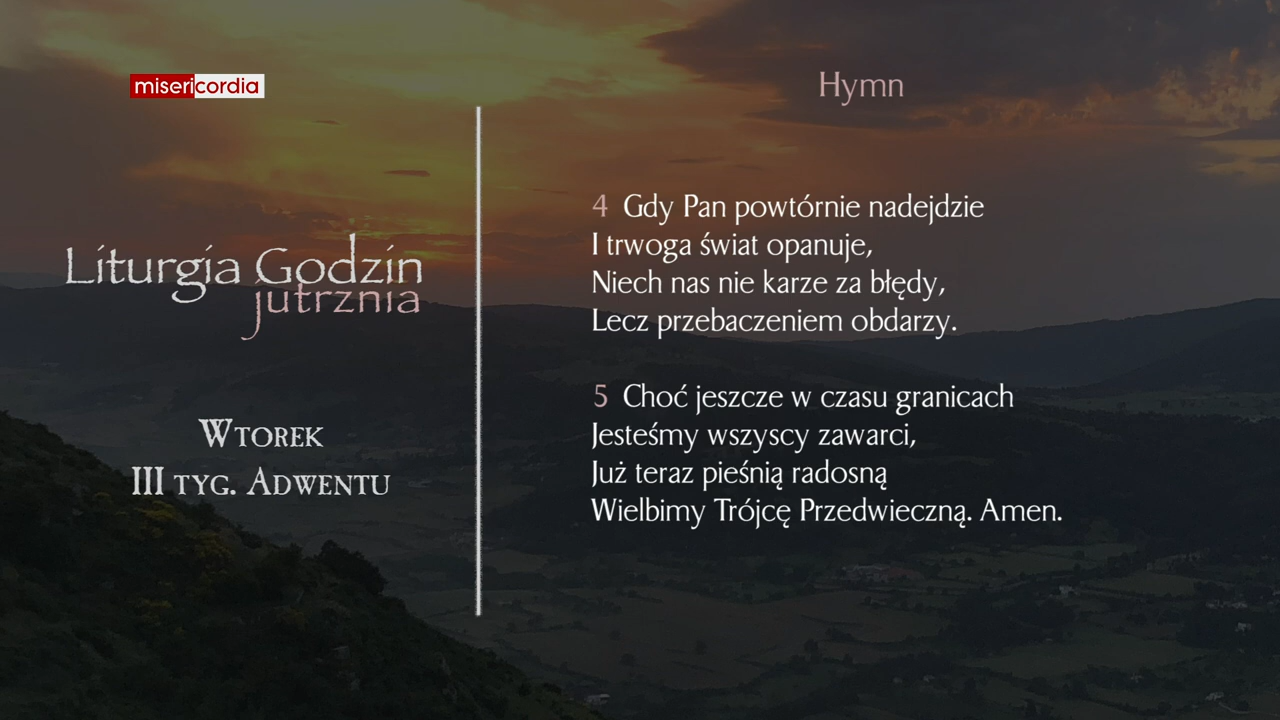 misericordia
Liturgia Godzin
jutrznia
Wtorek
III tyg. Adwentu
Hymn
4 Gdy Pan powtórnie nadejdzie
I trwoga świat opanuje,
Niech nas nie karze za błędy,
Lecz przebaczeniem obdarzy.
5 Choć jeszcze w czasu granicach
Jesteśmy wszyscy zawarci,
Już teraz pieśnią radosną
Wielbimy Trójcę Przedwieczną. Amen.